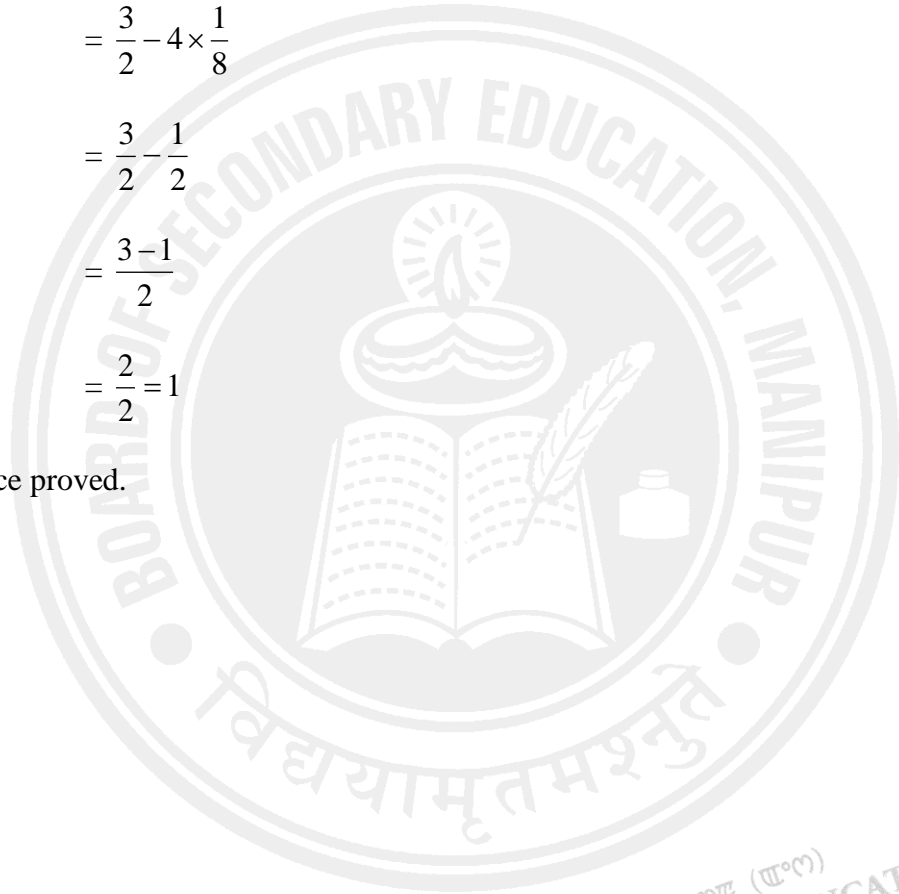 = 3/2 − 4 × 1/8
= 3/2 − 1/2
= (3−1)/2
= 2/2 = 1
ce proved.
BOARD OF SECONDARY EDUCATION, MANIPUR
विद्ययामृतमश्नुते